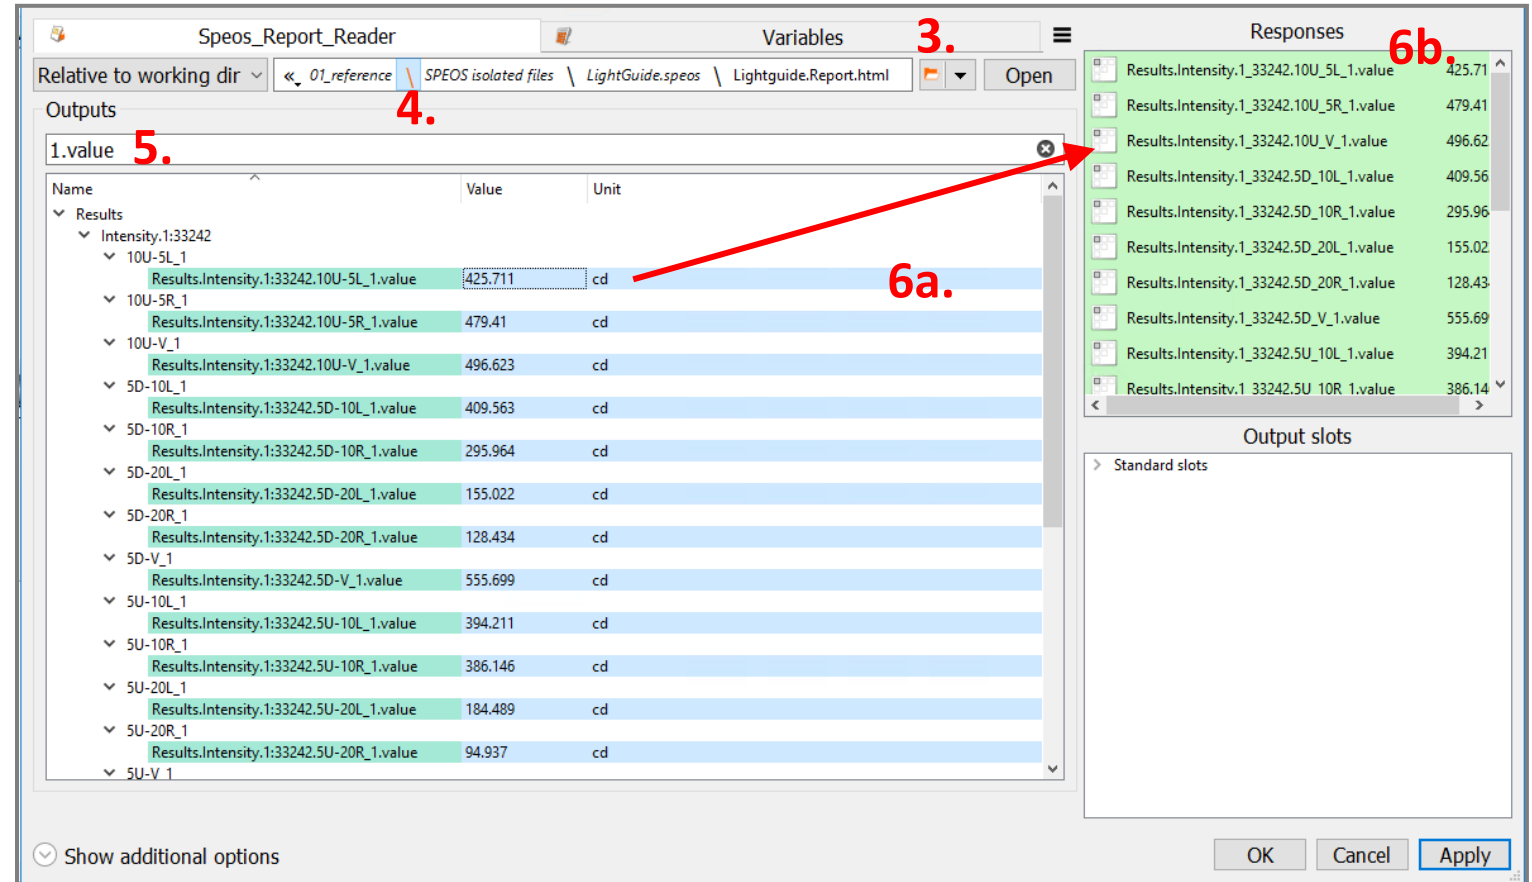 Speos_Report_Reader
Variables
3.
Responses
Relative to working dir « 01_reference \ SPEOS isolated files \ LightGuide.speos \ Lightguide.Report.html
Open
4.
Outputs
1.value
5.
Name Value Unit
Results
Intensity.1:33242
10U-5L_1
Results.Intensity.1:33242.10U-5L_1.value 425.711 cd
10U-5R_1
Results.Intensity.1:33242.10U-5R_1.value 479.41 cd
10U-V_1
Results.Intensity.1:33242.10U-V_1.value 496.623 cd
5D-10L_1
Results.Intensity.1:33242.5D-10L_1.value 409.563 cd
5D-10R_1
Results.Intensity.1:33242.5D-10R_1.value 295.964 cd
5D-20L_1
Results.Intensity.1:33242.5D-20L_1.value 155.022 cd
5D-20R_1
Results.Intensity.1:33242.5D-20R_1.value 128.434 cd
5D-V_1
Results.Intensity.1:33242.5D-V_1.value 555.699 cd
5U-10L_1
Results.Intensity.1:33242.5U-10L_1.value 394.211 cd
5U-10R_1
Results.Intensity.1:33242.5U-10R_1.value 386.146 cd
5U-20L_1
Results.Intensity.1:33242.5U-20L_1.value 184.489 cd
5U-20R_1
Results.Intensity.1:33242.5U-20R_1.value 94.937 cd
5U-V_1
6a.
6b.
Results.Intensity.1_33242.10U_5L_1.value 425.71
Results.Intensity.1_33242.10U_5R_1.value 479.41
Results.Intensity.1_33242.10U_V_1.value 496.62
Results.Intensity.1_33242.5D_10L_1.value 409.56
Results.Intensity.1_33242.5D_10R_1.value 295.96
Results.Intensity.1_33242.5D_20L_1.value 155.02
Results.Intensity.1_33242.5D_20R_1.value 128.43
Results.Intensity.1_33242.5D_V_1.value 555.69
Results.Intensity.1_33242.5U_10L_1.value 394.21
Results.Intensity.1_33242.5U_10R_1.value 386.14
Output slots
Standard slots
Show additional options
OK
Cancel
Apply